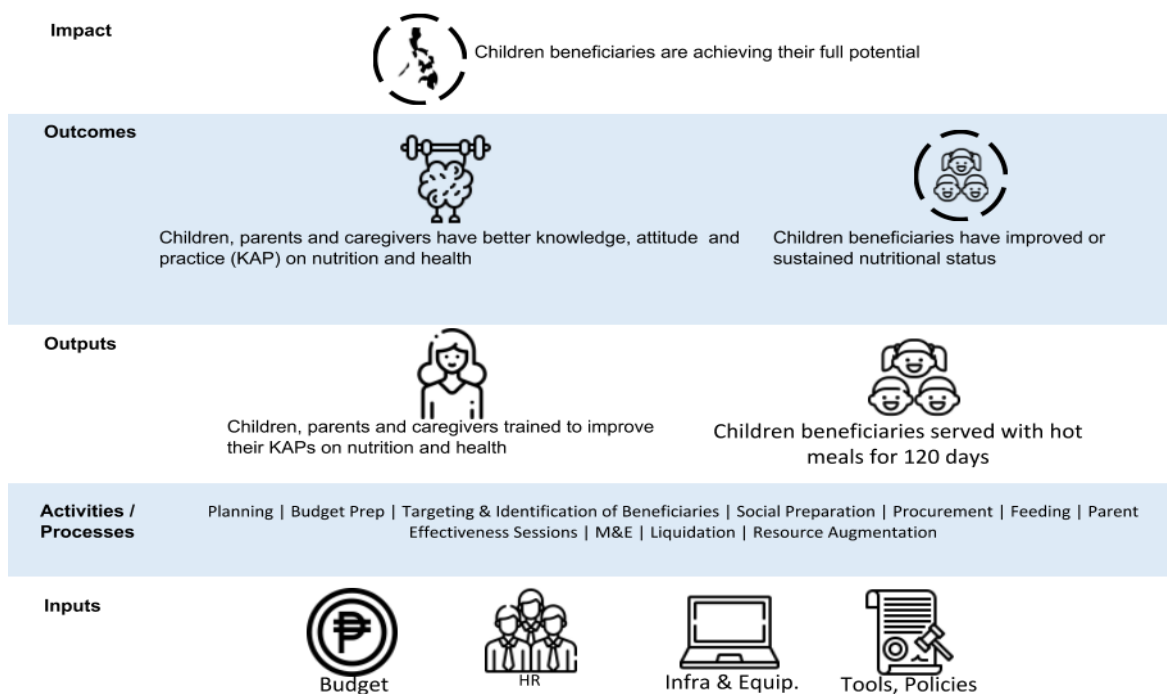 Impact
Children beneficiaries are achieving their full potential
Outcomes
Children, parents and caregivers have better knowledge, attitude and
practice (KAP) on nutrition and health
Children beneficiaries have improved or
sustained nutritional status
Outputs
Children, parents and caregivers trained to improve
their KAPs on nutrition and health
Children beneficiaries served with hot
meals for 120 days
Activities /
Processes
Planning | Budget Prep | Targeting & Identification of Beneficiaries | Social Preparation | Procurement | Feeding | Parent
Effectiveness Sessions | M&E | Liquidation | Resource Augmentation
Inputs
₱
Budget
HR
Infra & Equip.
Tools, Policies